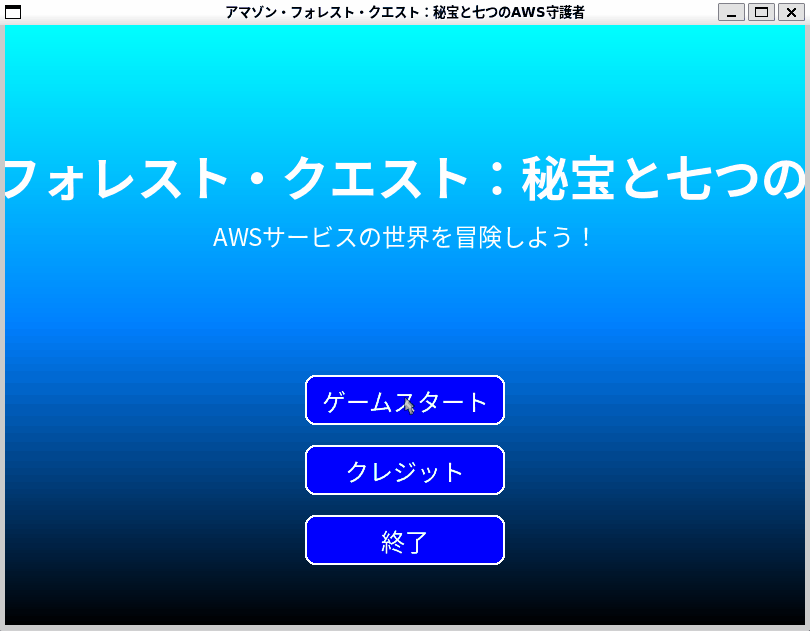 アマゾン・フォレスト・クエスト：秘宝と七つのAWS守護者
フォレスト・クエスト：秘宝と七つの
AWSサービスの世界を冒険しよう！
ゲームスタート
クレジット
終了